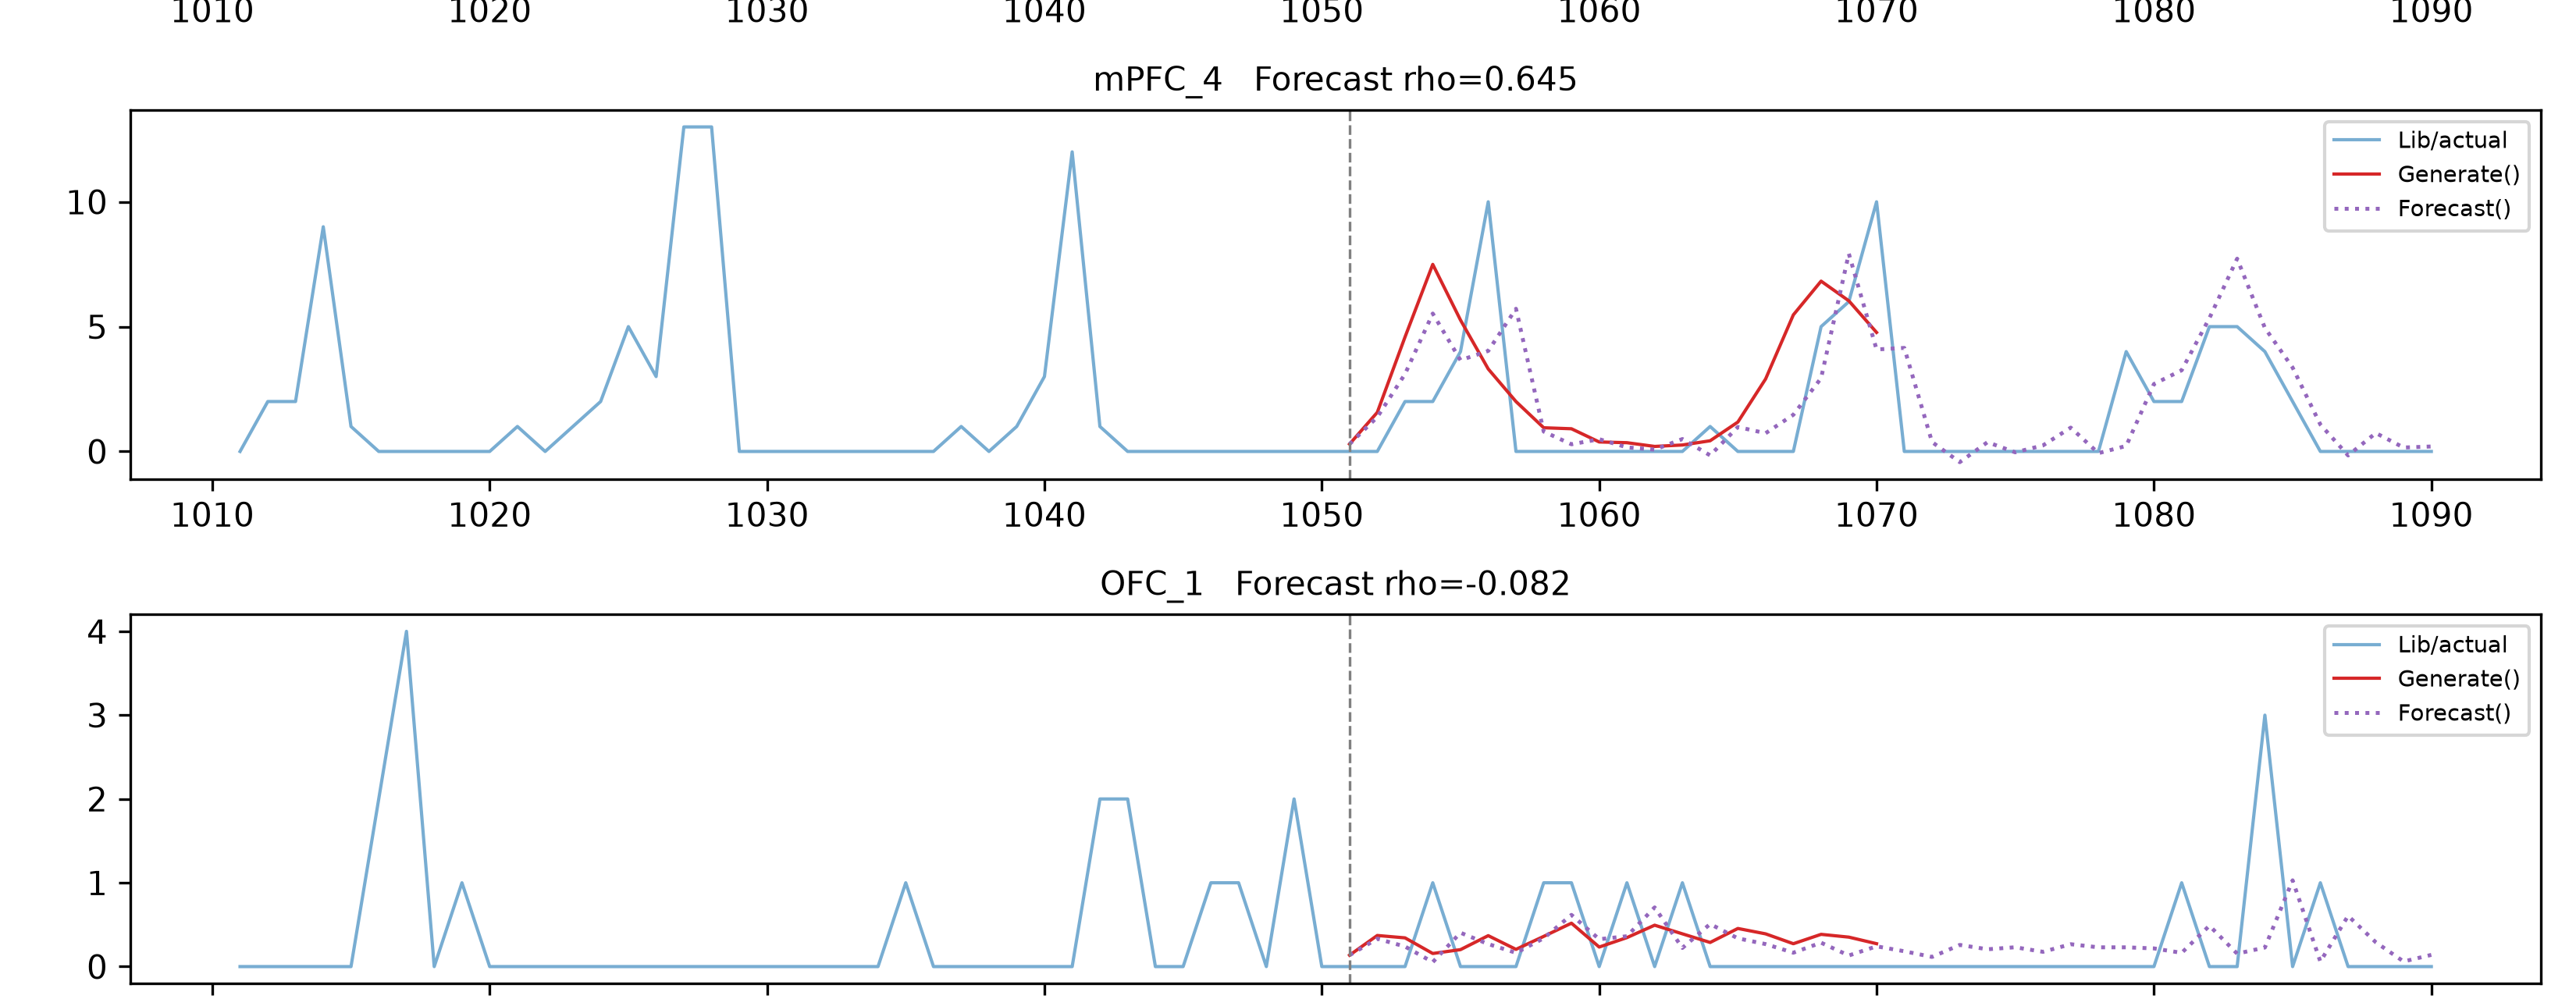 1010 1020 1030 1040 1050 1060 1070 1080 1090
mPFC_4 Forecast rho=0.645
Lib/actual
Generate()
Forecast()
10
5
0
1010 1020 1030 1040 1050 1060 1070 1080 1090
OFC_1 Forecast rho=-0.082
Lib/actual
Generate()
Forecast()
4
3
2
1
0